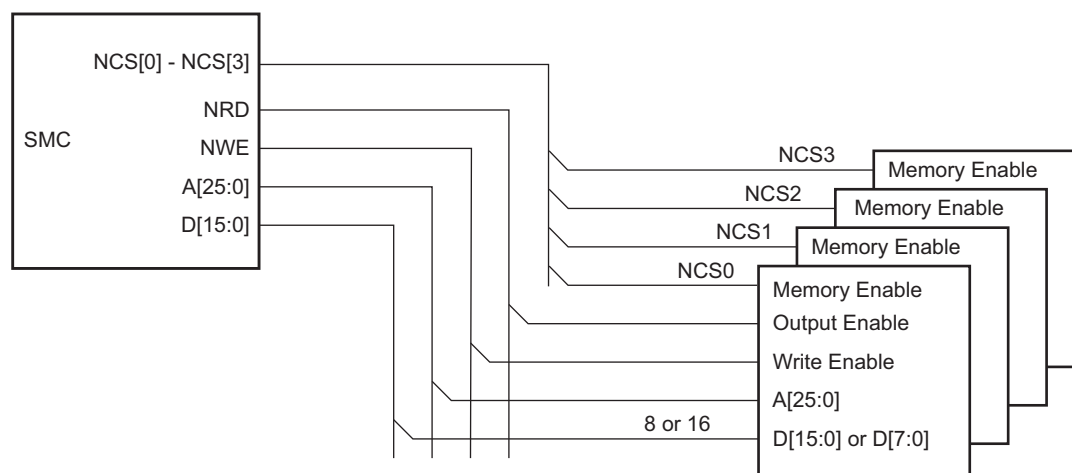 NCS[0] - NCS[3]
NRD
SMC
NWE
A[25:0]
D[15:0]
NCS3
Memory Enable
NCS2
Memory Enable
NCS1
Memory Enable
NCS0
Memory Enable
Output Enable
Write Enable
A[25:0]
8 or 16
D[15:0] or D[7:0]